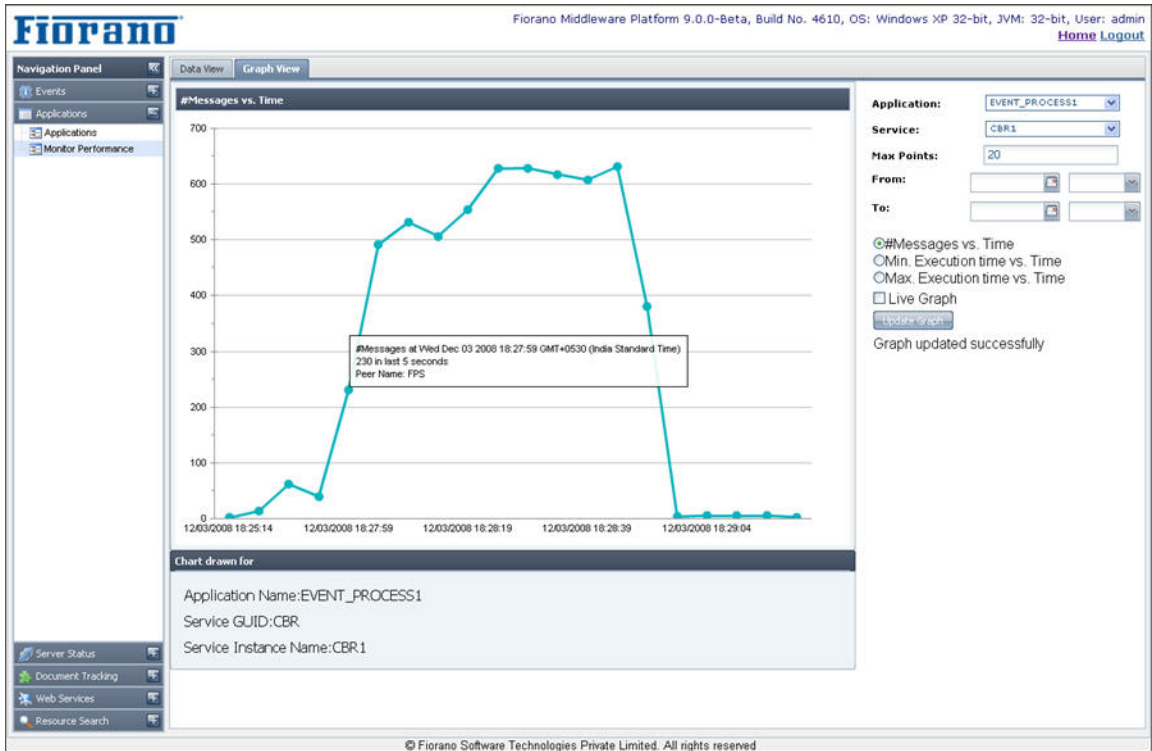 Fiorano
Fiorano Middleware Platform 9.0.0-Beta, Build No. 4610, OS: Windows XP 32-bit, JVM: 32-bit, User: admin
Home Logout
Navigation Panel
Events
Applications
Applications
Monitor Performance
Server Status
Document Tracking
Web Services
Resource Search
Data View Graph View
#Messages vs. Time
700
600
500
400
300
200
100
0
#Messages at Wed Dec 03 2008 18:27:59 GMT+0530 (India Standard Time)
230 in last 5 seconds
Peer Name: FPS
12/03/2008 18:25:14 12/03/2008 18:27:59 12/03/2008 18:28:19 12/03/2008 18:28:39 12/03/2008 18:29:04
Chart drawn for
Application Name:EVENT_PROCESS1
Service GUID:CBR
Service Instance Name:CBR1
Application: EVENT_PROCESS1
Service: CBR1
Max Points: 20
From:
To:
#Messages vs. Time
Min. Execution time vs. Time
Max. Execution time vs. Time
Live Graph
Update Graph
Graph updated successfully
© Fiorano Software Technologies Private Limited. All rights reserved